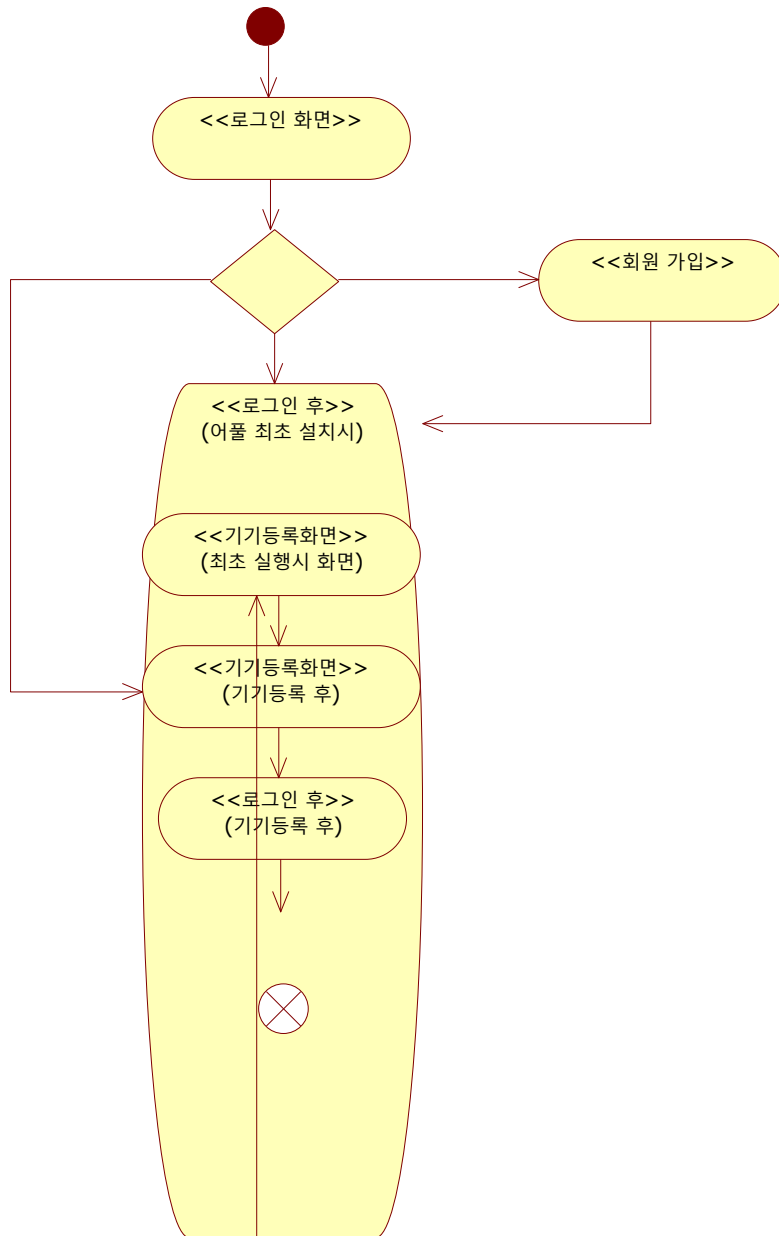 <<로그인 화면>>
<<회원 가입>>
<<로그인 후>>
(어풀 최초 설치시)
<<기기등록화면>>
(최초 실행시 화면)
<<기기등록화면>>
(기기등록 후)
<<로그인 후>>
(기기등록 후)